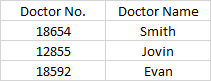 Doctor No. Doctor Name
18654 Smith
12855 Jovin
18592 Evan